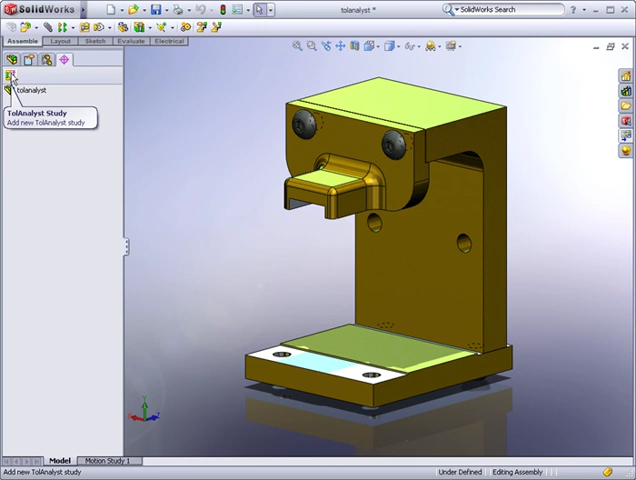 SolidWorks
tolanalyst *
SolidWorks Search
Assemble Layout Sketch Evaluate Electrical
tolanalyst
TolAnalyst Study
Add new TolAnalyst study
Model Motion Study 1
Add new TolAnalyst study
Under Defined Editing Assembly